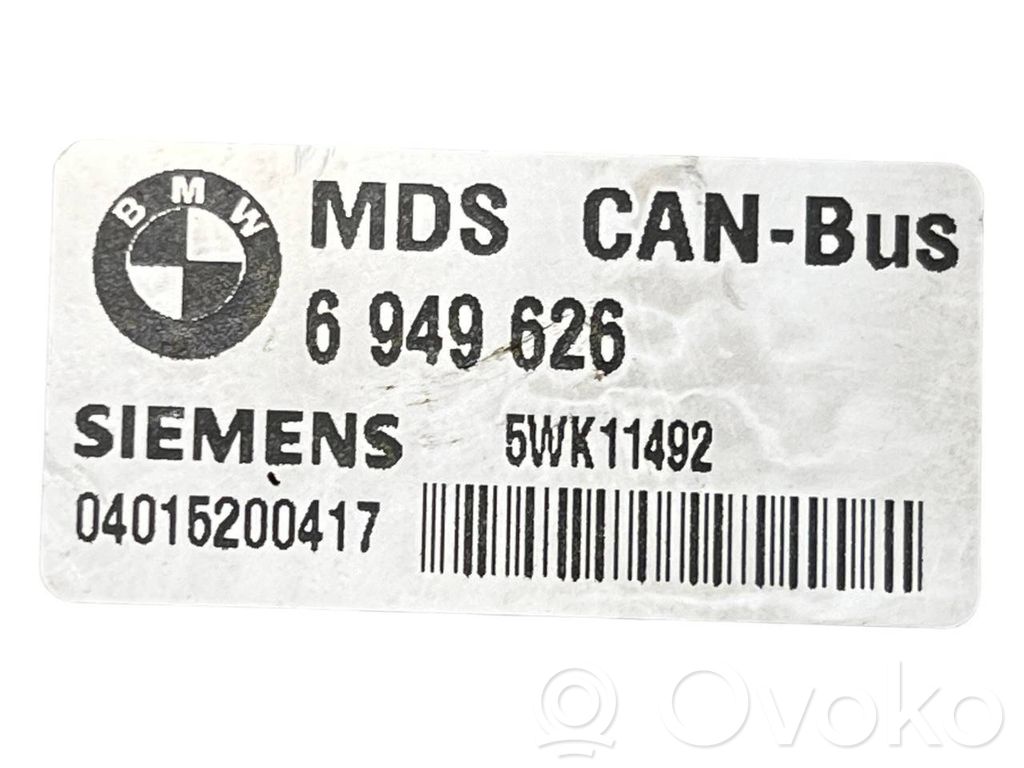 BMW
MDS CAN-Bus
6 949 626
SIEMENS 5WK11492
04015200417
Ovoko